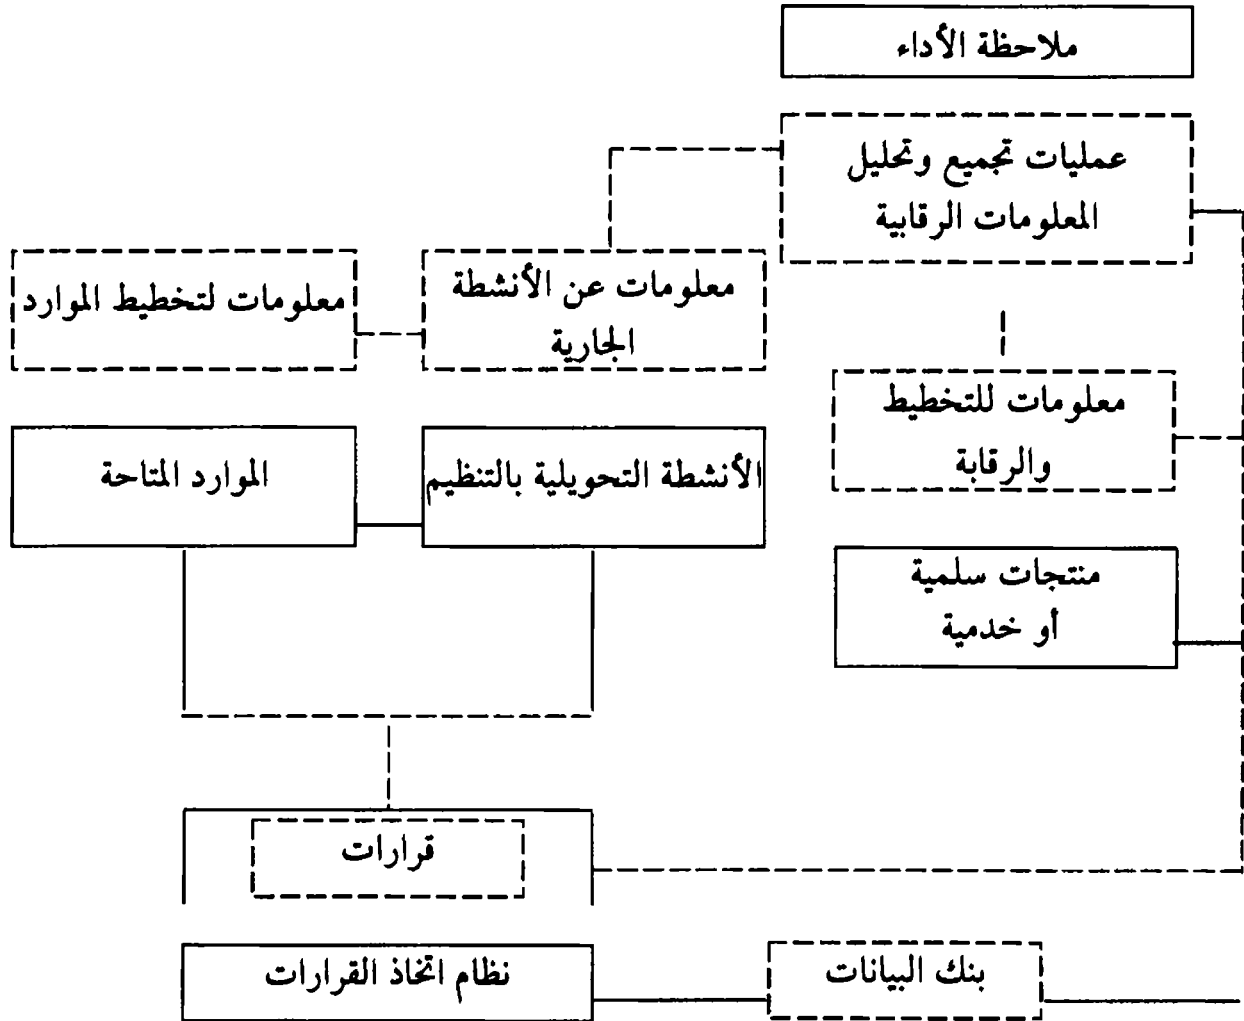 ملاحظة الأداء
عمليات تجميع وتحليل
المعلومات الرقابية
معلومات عن الأنشطة
الجارية
معلومات لتخطيط الموارد
معلومات للتخطيط
والرقابة
الأنشطة التحويلية بالتنظيم
الموارد المتاحة
منتجات سلمية
أو خدمية
قرارات
بنك البيانات
نظام اتخاذ القرارات